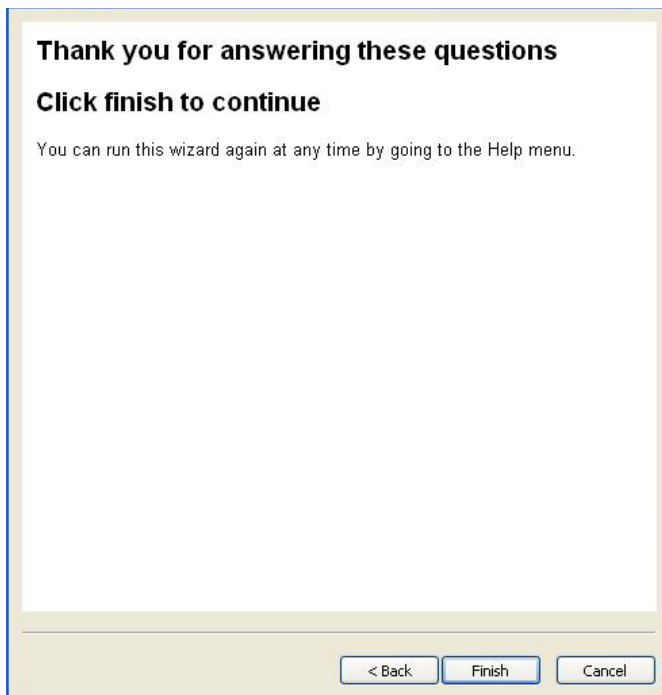 Thank you for answering these questions
Click finish to continue
You can run this wizard again at any time by going to the Help menu.
< Back Finish Cancel